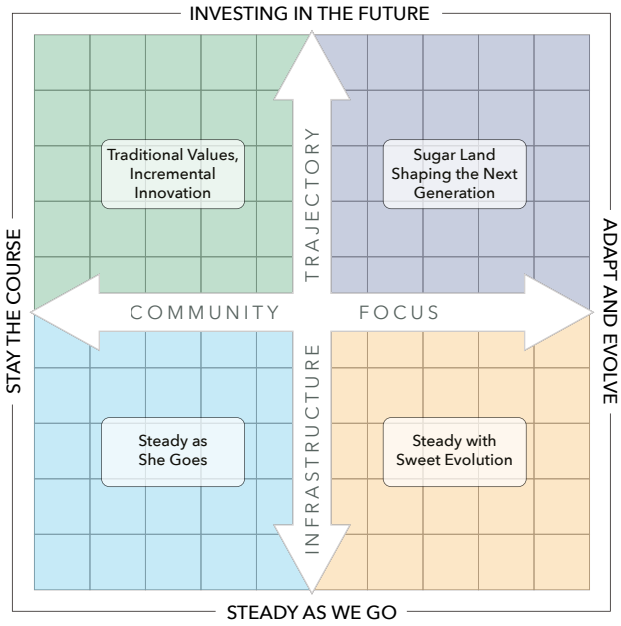 INVESTING IN THE FUTURE
Traditional Values,
Incremental
Innovation
Sugar Land
Shaping the Next
Generation
TRAJECTORY
STAY THE COURSE
COMMUNITY FOCUS
ADAPT AND EVOLVE
INFRASTRUCTURE
Steady as
She Goes
Steady with
Sweet Evolution
STEADY AS WE GO